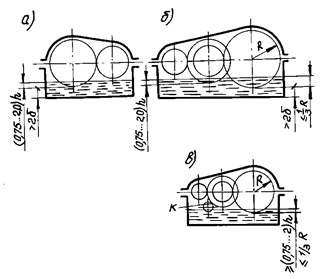 а)
б)
R
(0,75...2,0)h
>2δ
(0,75...2,0)h
>2δ
≤ 1/3 R
в)
R
К
≥(0,75...2)h
≤ 1/3 R